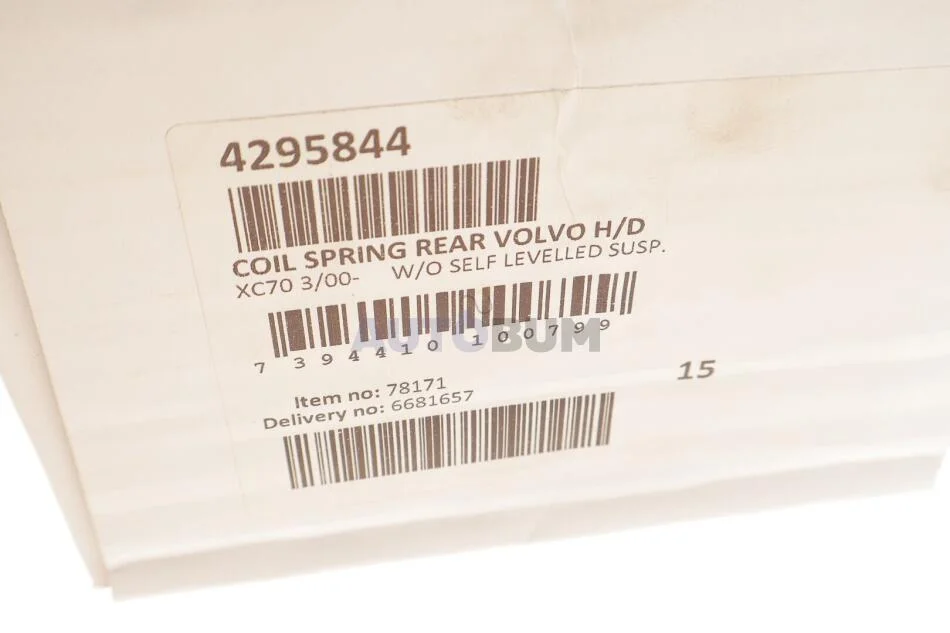 4295844
COIL SPRING REAR VOLVO H/D
XC70 3/00- W/O SELF LEVELLED SUSP.
AUTOBUM
7 394410 100799
15
Item no: 78171
Delivery no: 6681657